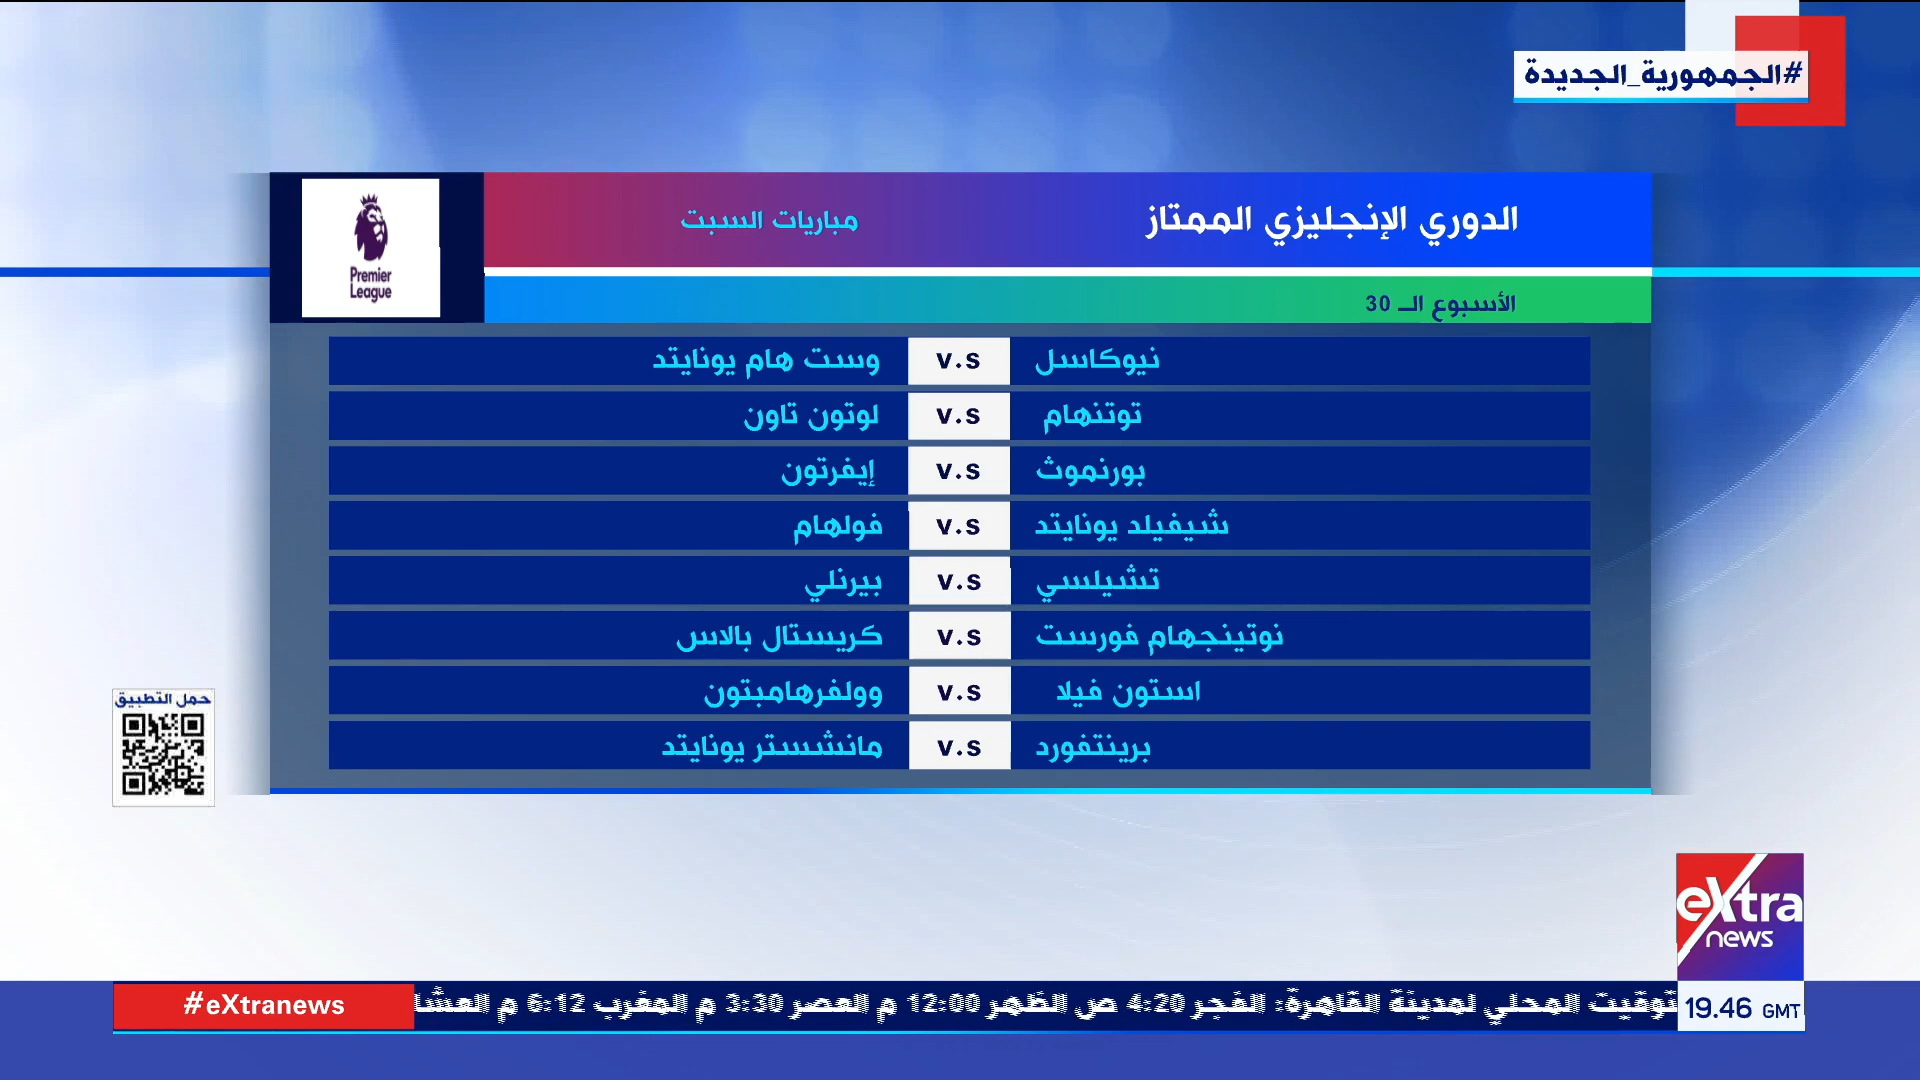 #الجمهورية_الجديدة
الدوري الإنجليزي الممتاز
مباريات السبت
Premier
League
الأسبوع الــ 30
نيوكاسل v.s وست هام يونايتد
توتنهام v.s لوتون تاون
بورنموث v.s إيفرتون
شيفيلد يونايتد v.s فولهام
تشيلسي v.s بيرنلي
نوتينجهام فورست v.s كريستال بالاس
استون فيلا v.s وولفرهامبتون
برينتفورد v.s مانشستر يونايتد
حمل التطبيق
eXtra
news
توقيت المحلي لمدينة القاهرة: الفجر 4:20 ص الظهر 12:00 م العصر 3:30 م المغرب 6:12 م العشا
#eXtranews
19.46 GMT